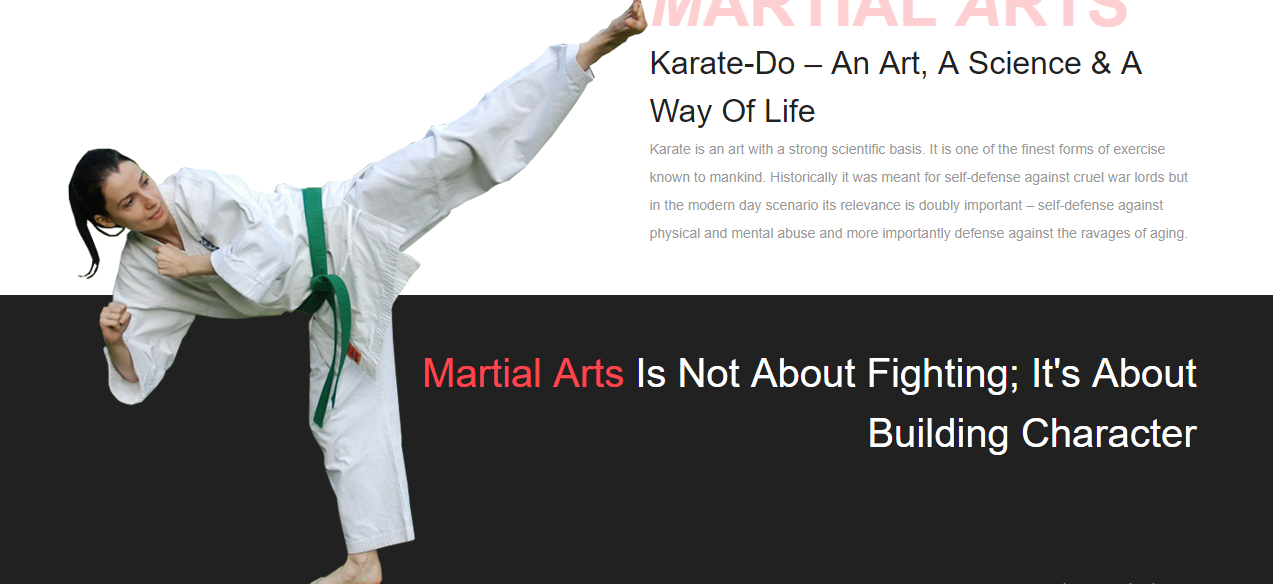 MARTIAL ARTS
Karate-Do – An Art, A Science & A
Way Of Life
Karate is an art with a strong scientific basis. It is one of the finest forms of exercise
known to mankind. Historically it was meant for self-defense against cruel war lords but
in the modern day scenario its relevance is doubly important – self-defense against
physical and mental abuse and more importantly defense against the ravages of aging.
Martial Arts Is Not About Fighting; It's About
Building Character